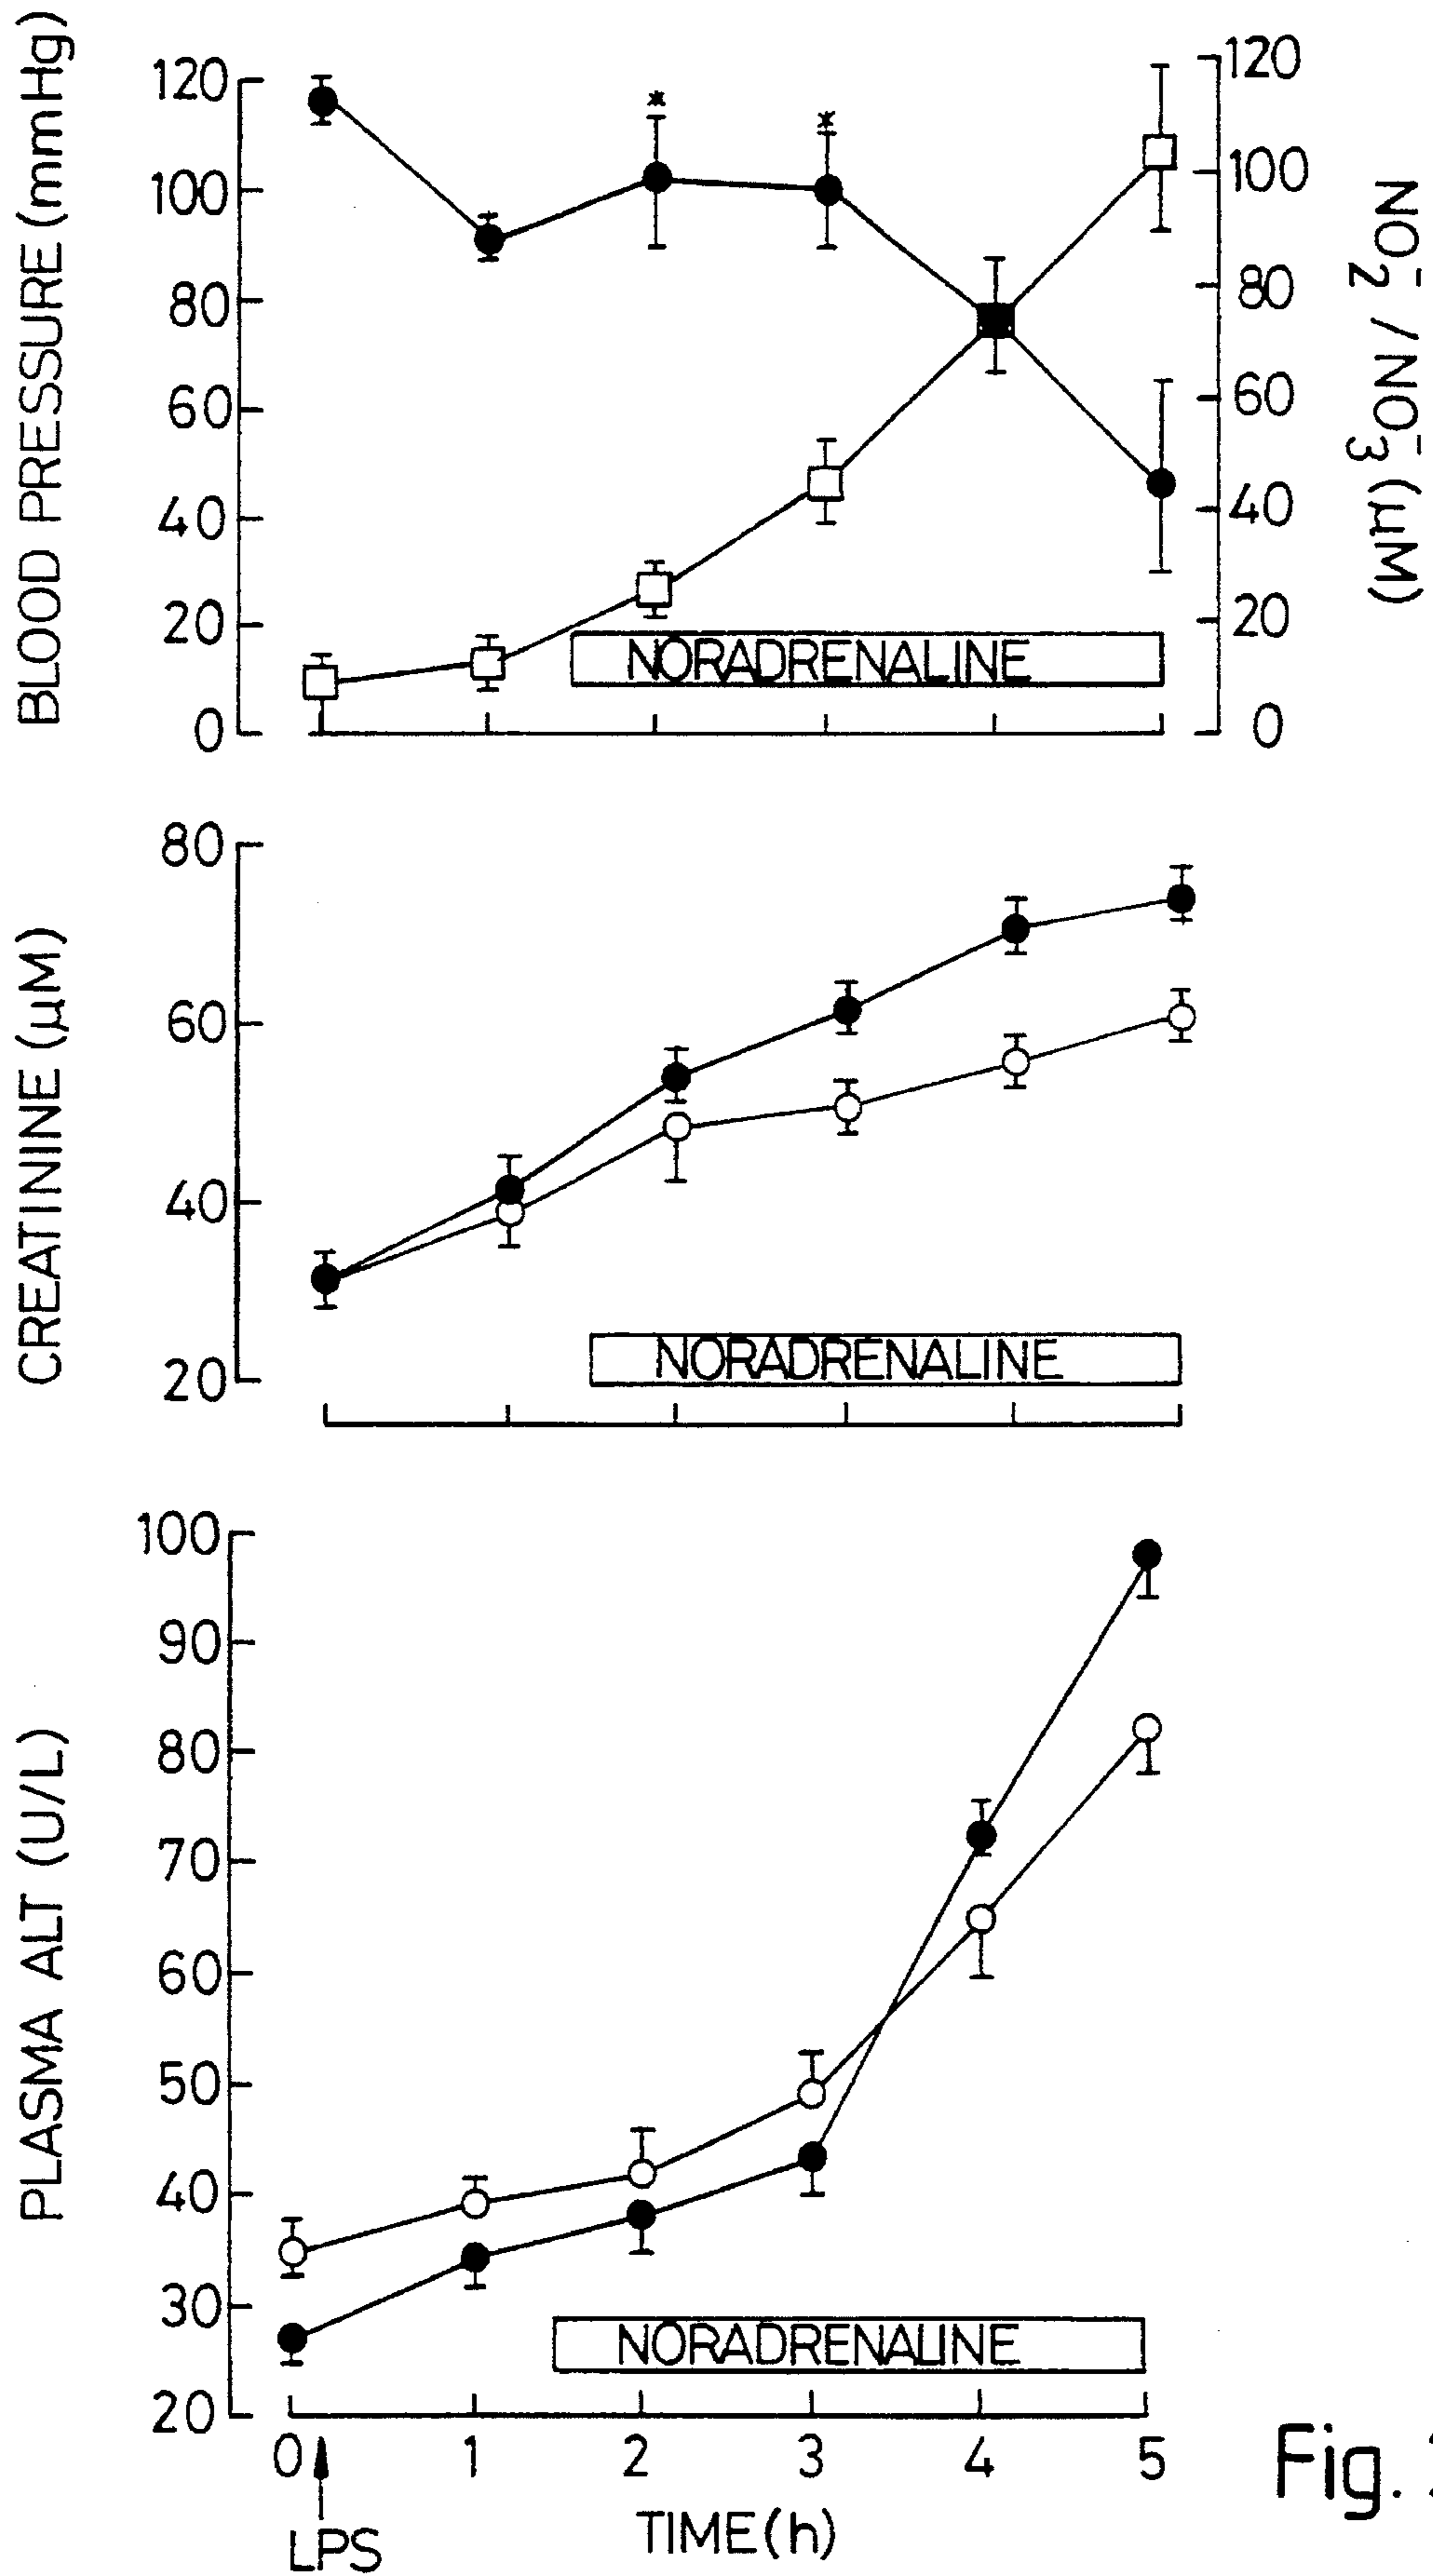 BLOOD PRESSURE (mmHg)
120
100
80
60
40
20
0
*
*
NORADRENALINE
120
100
80
60
40
20
0
NO₂⁻ / NO₃⁻ (μM)
CREATININE (μM)
80
60
40
20
NORADRENALINE
PLASMA ALT (U/L)
100
90
80
70
60
50
40
30
20
NORADRENALINE
0 1 2 3 4 5
LPS
TIME (h)
Fig.